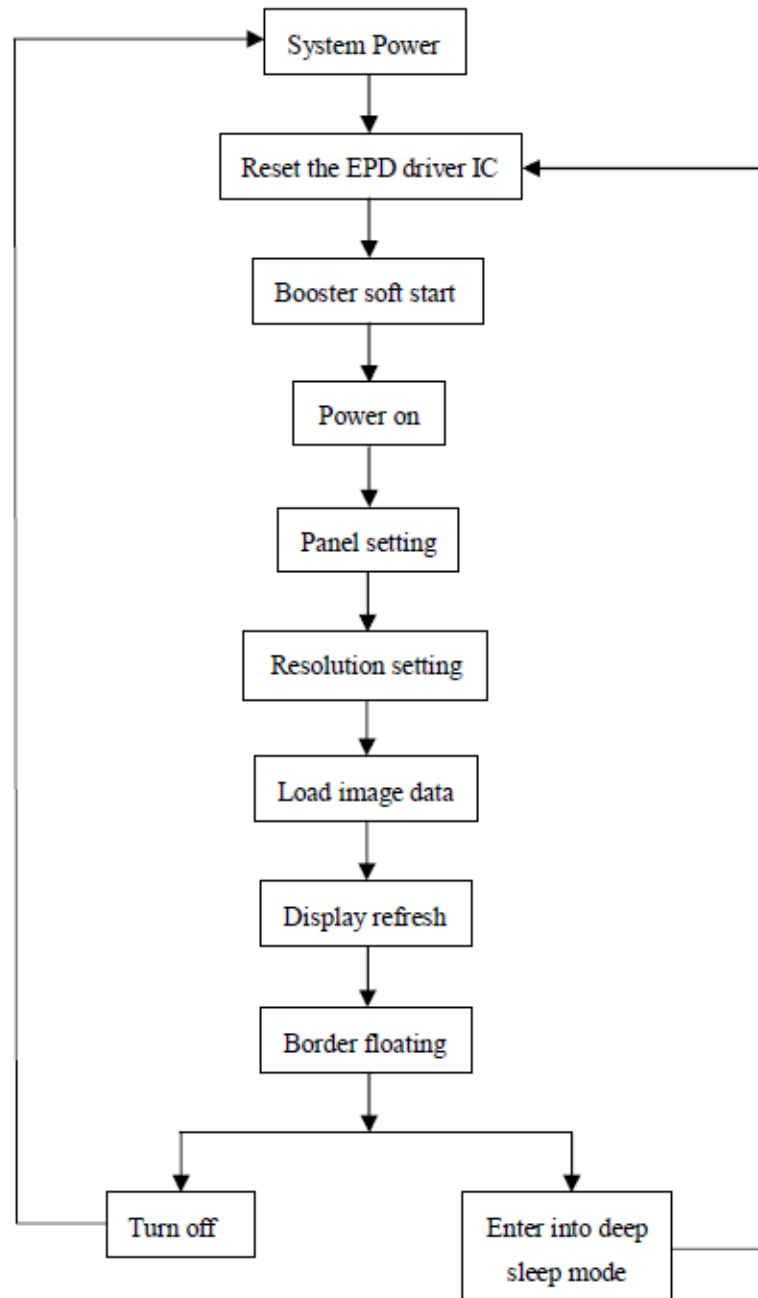 System Power
Reset the EPD driver IC
Booster soft start
Power on
Panel setting
Resolution setting
Load image data
Display refresh
Border floating
Turn off
Enter into deep
sleep mode